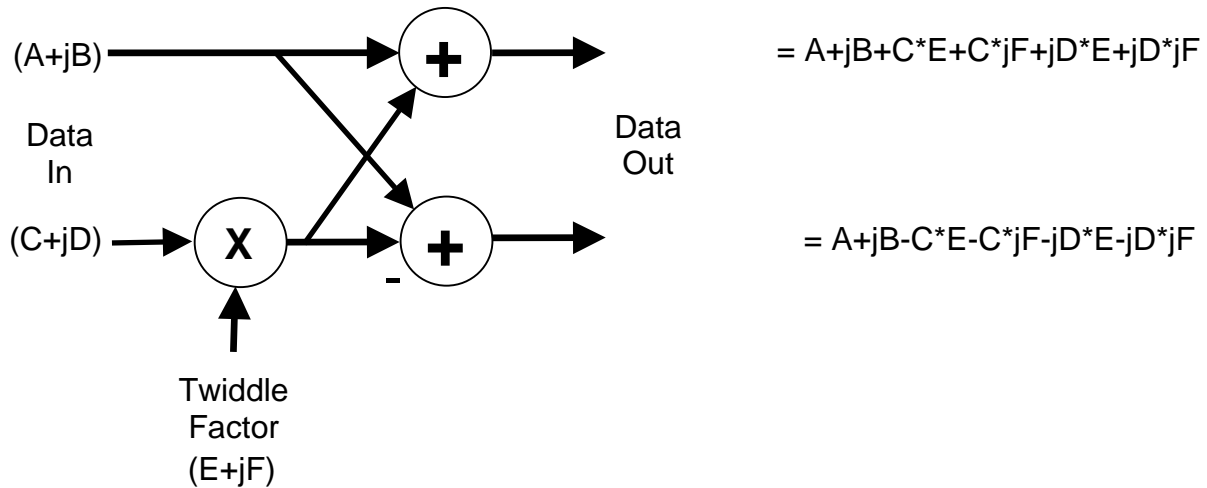 (A+jB)
+
= A+jB+C*E+C*jF+jD*E+jD*jF
Data
In
Data
Out
(C+jD)
X
+
-
= A+jB-C*E-C*jF-jD*E-jD*jF
Twiddle
Factor
(E+jF)